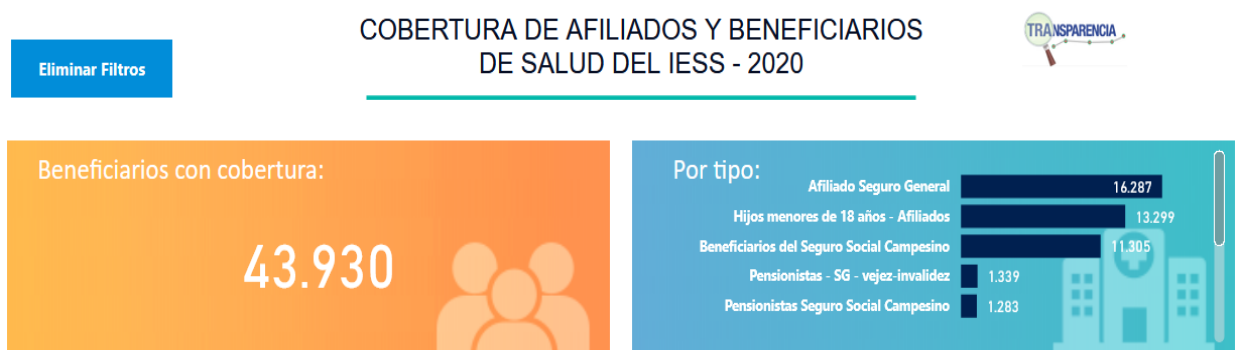 COBERTURA DE AFILIADOS Y BENEFICIARIOS
DE SALUD DEL IESS - 2020
TRANSPARENCIA
Eliminar Filtros
Beneficiarios con cobertura:
43.930
Por tipo:
Afiliado Seguro General 16.287
Hijos menores de 18 años - Afiliados 13.299
Beneficiarios del Seguro Social Campesino 11.305
Pensionistas - SG - vejez-invalidez 1.339
Pensionistas Seguro Social Campesino 1.283